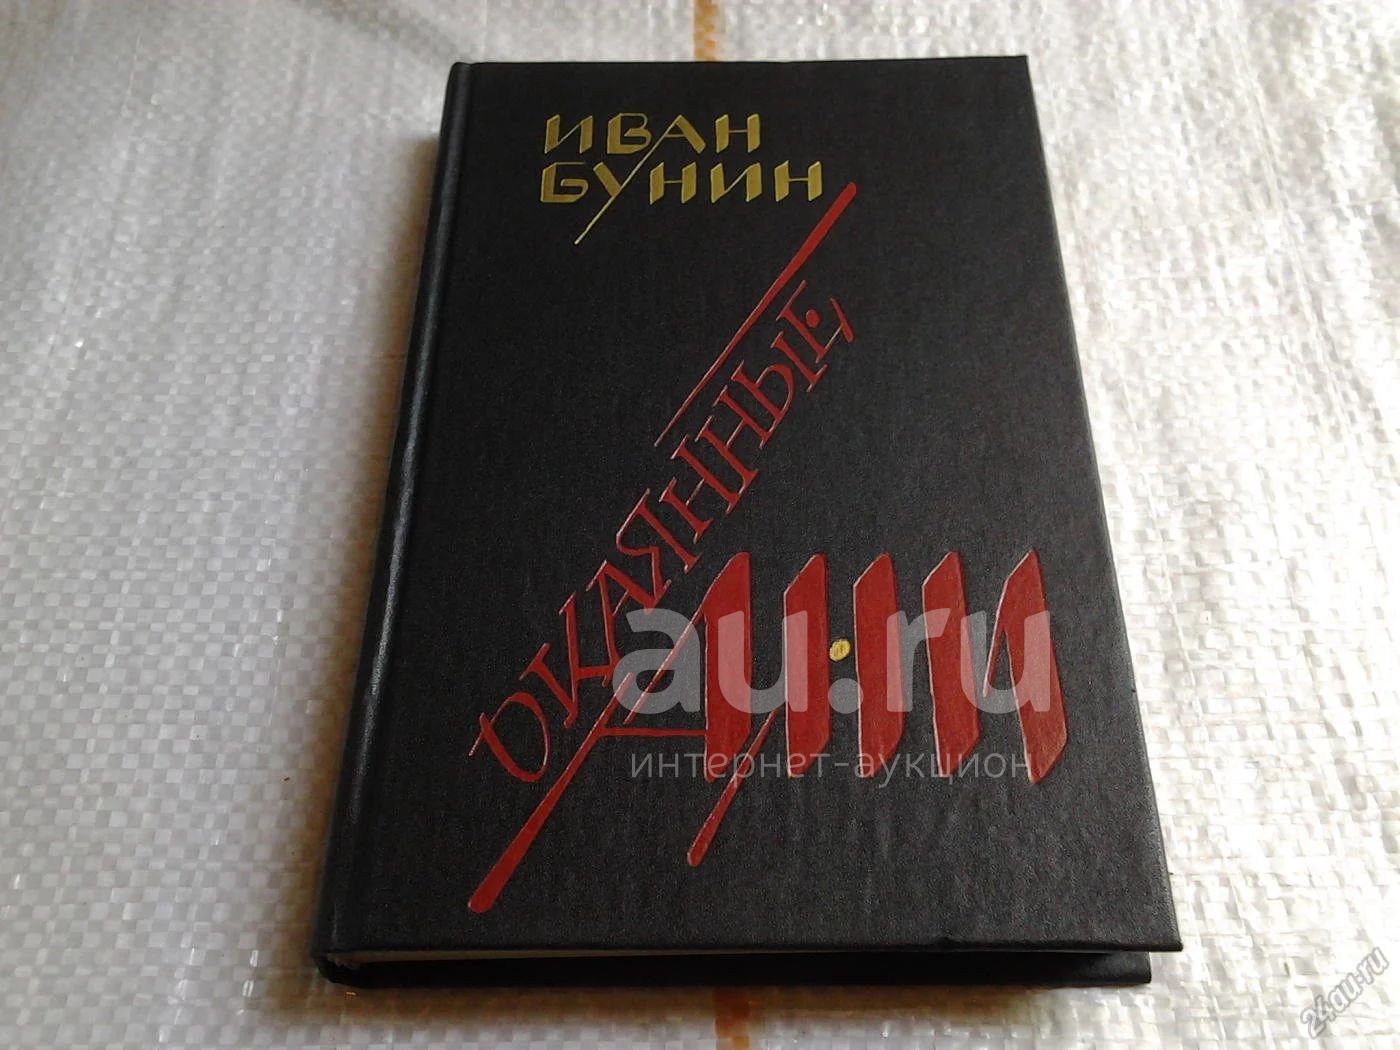 ИВАН
БУНИН
ОКАЯННЫЕ
ДНИ
au.ru
интернет-аукцион
24au.ru